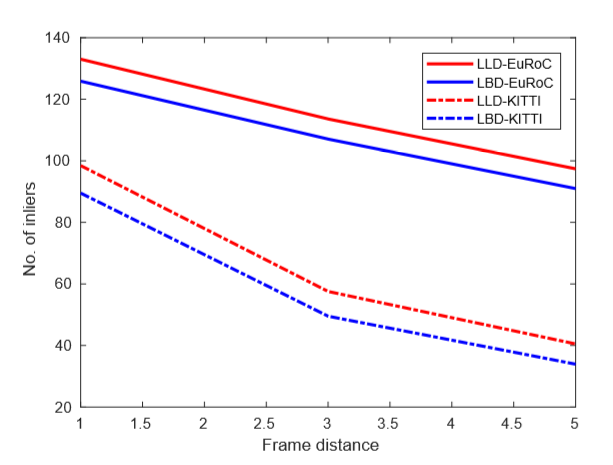 140
120
100
80
60
40
20
No. of inliers
LLD-EuRoC
LBD-EuRoC
LLD-KITTI
LBD-KITTI
1 1.5 2 2.5 3 3.5 4 4.5 5
Frame distance